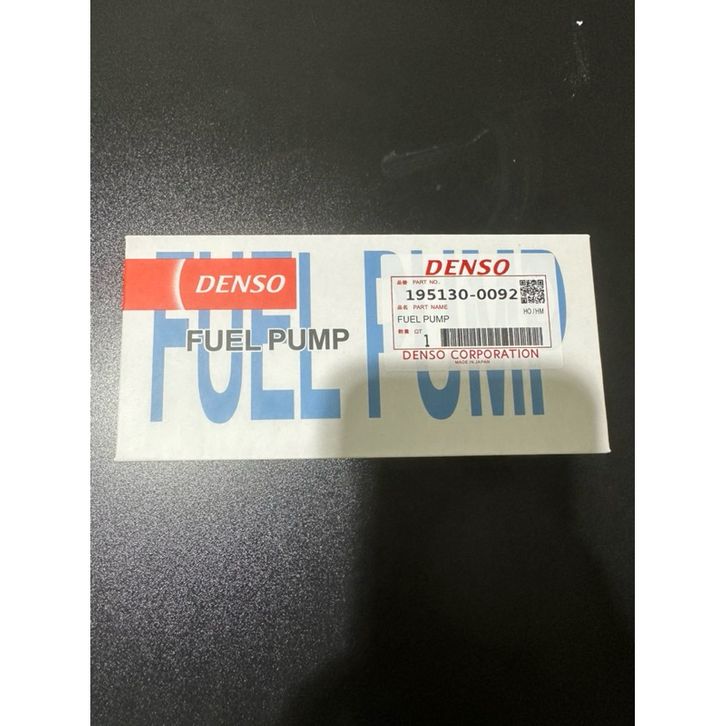 FUEL PUMP
DENSO
FUEL PUMP
DENSO
品番 PART NO.
195130-0092
品名 PART NAME
FUEL PUMP
HO/HM
数量 QT
1
DENSO CORPORATION
MADE IN JAPAN